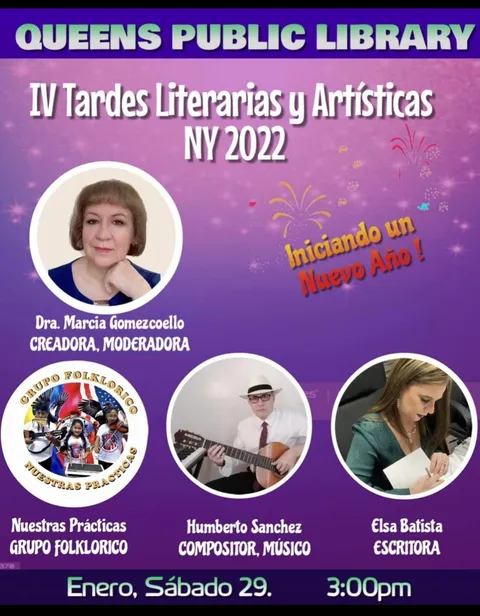 QUEENS PUBLIC LIBRARY
IV Tardes Literarias y Artísticas
NY 2022
Iniciando un
Nuevo Año !
Dra. Marcia Gomezcoello
CREADORA, MODERADORA
GRUPO FOLKLORICO
NUESTRAS PRACTICAS
Nuestras Prácticas
GRUPO FOLKLORICO
Humberto Sanchez
COMPOSITOR, MÚSICO
Elsa Batista
ESCRITORA
Enero, Sábado 29. 3:00pm